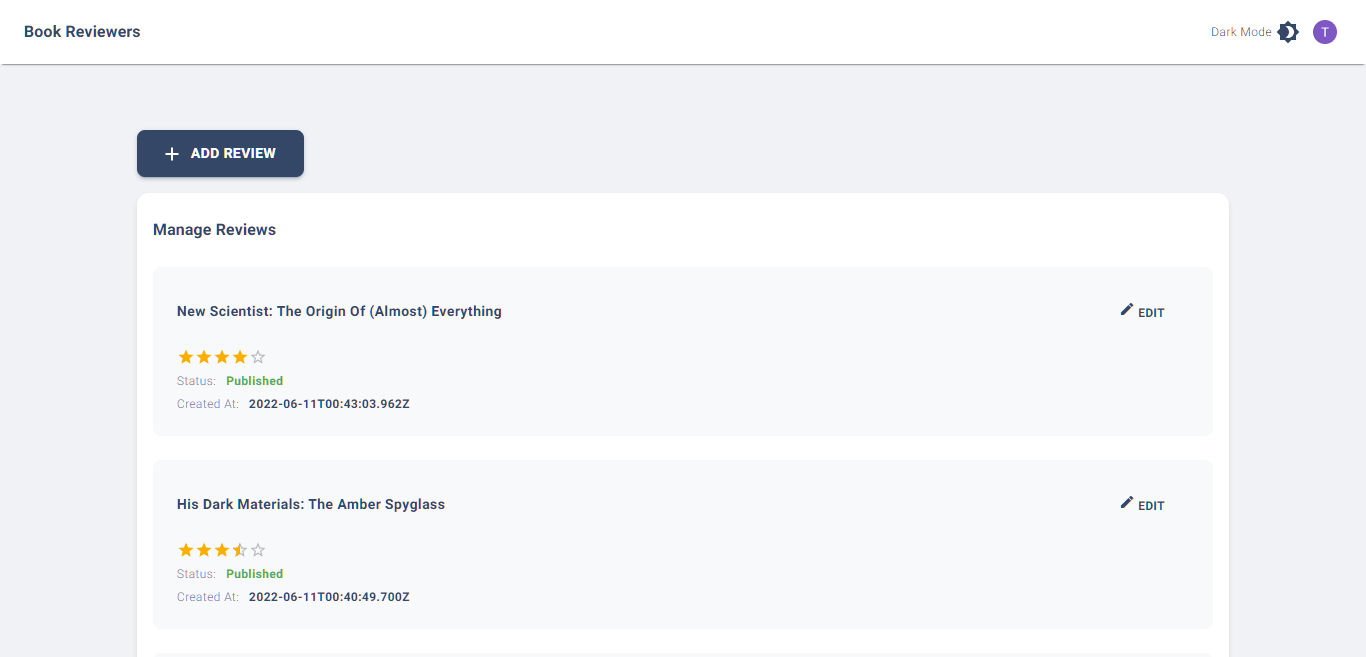 Book Reviewers
Dark Mode
T
ADD REVIEW
Manage Reviews
New Scientist: The Origin Of (Almost) Everything
EDIT
Status: Published
Created At: 2022-06-11T00:43:03.962Z
His Dark Materials: The Amber Spyglass
EDIT
Status: Published
Created At: 2022-06-11T00:40:49.700Z